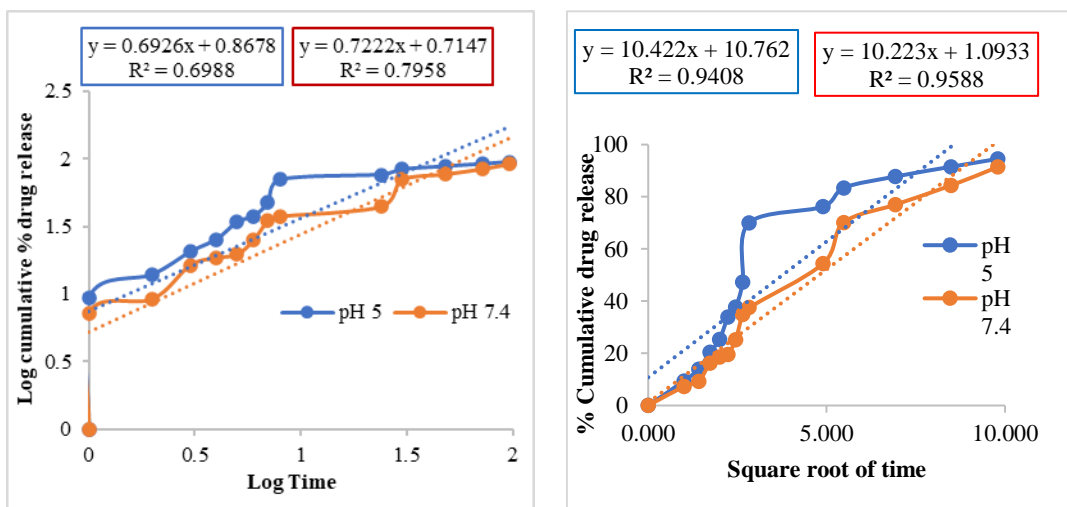 y = 0.6926x + 0.8678
R² = 0.6988
y = 0.7222x + 0.7147
R² = 0.7958
2.5
2
1.5
1
0.5
0
Log cumulative % drug release
0 0.5 1 1.5 2
Log Time
pH 5 pH 7.4
y = 10.422x + 10.762
R² = 0.9408
y = 10.223x + 1.0933
R² = 0.9588
100
80
60
40
20
0
% Cumulative drug release
0.000 5.000 10.000
Square root of time
pH
5
pH
7.4